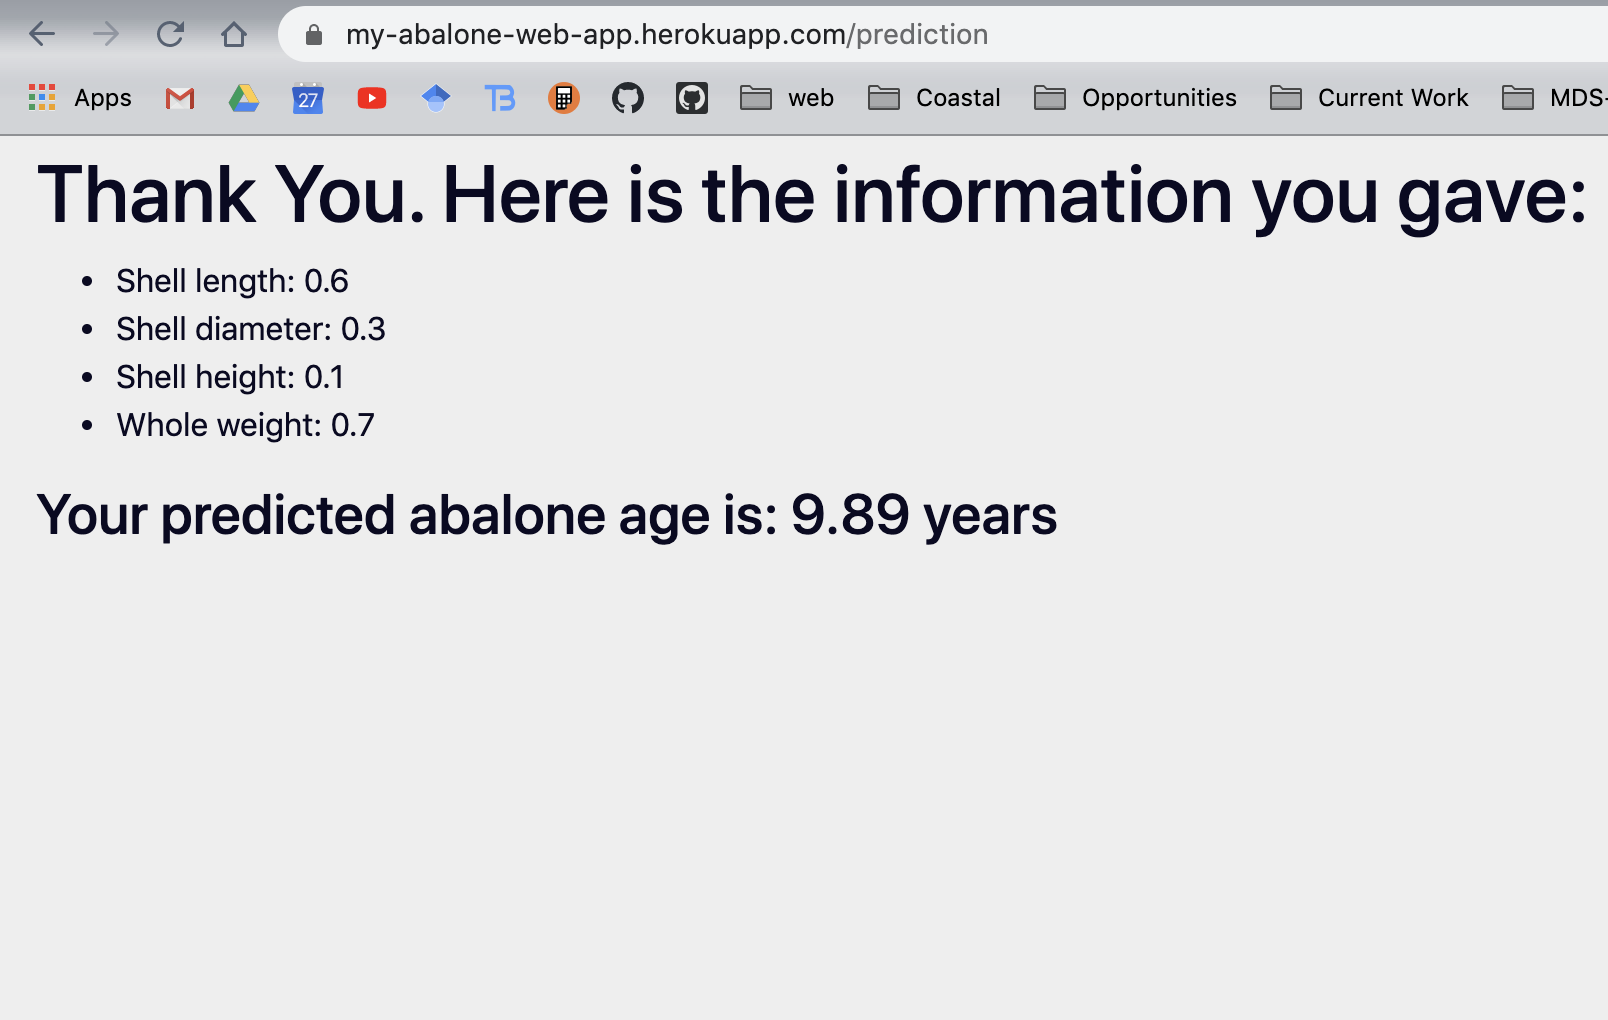 my-abalone-web-app.herokuapp.com/prediction
Apps 27 TB web Coastal Opportunities Current Work MDS-
Thank You. Here is the information you gave:
• Shell length: 0.6
• Shell diameter: 0.3
• Shell height: 0.1
• Whole weight: 0.7
Your predicted abalone age is: 9.89 years